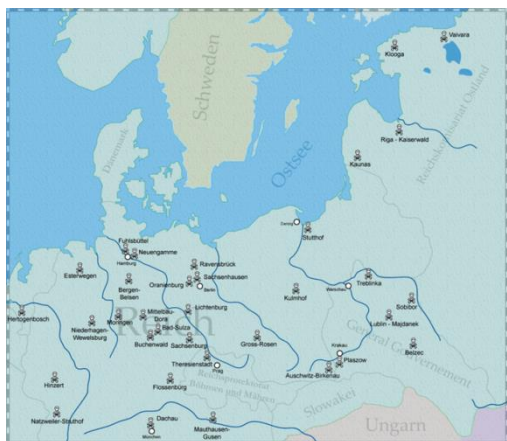 Schweden
Vaivara
Klooga
Riga - Kaiserwald
Reichskommissariat Ostland
Dänemark
Kaunas
Ostsee
Danzig
Stutthof
Fuhlsbüttel
Neuengamme
Hamburg
Ravensbrück
Esterwegen
Sachsenhausen
Oranienburg
Berlin
Treblinka
Warschau
Bergen-
Belsen
Kulmhof
Sobibor
Hertogenbosch
Lichtenburg
Mittelbau-
Dora
Moringen
Niederhagen-
Wewelsburg
Bad-Sulza
Reich
Lublin - Majdanek
Buchenwald
Sachsenburg
Gross-Rosen
General Gouvernement
Belzec
Krakau
Theresienstadt
Prag
Plaszow
Auschwitz-Birkenau
Hinzert
Flossenbürg
Reichsprotektorat
Böhmen und Mähren
Slowakei
Natzweiler-Struthof
Dachau
München
Mauthausen-
Gusen
Ungarn